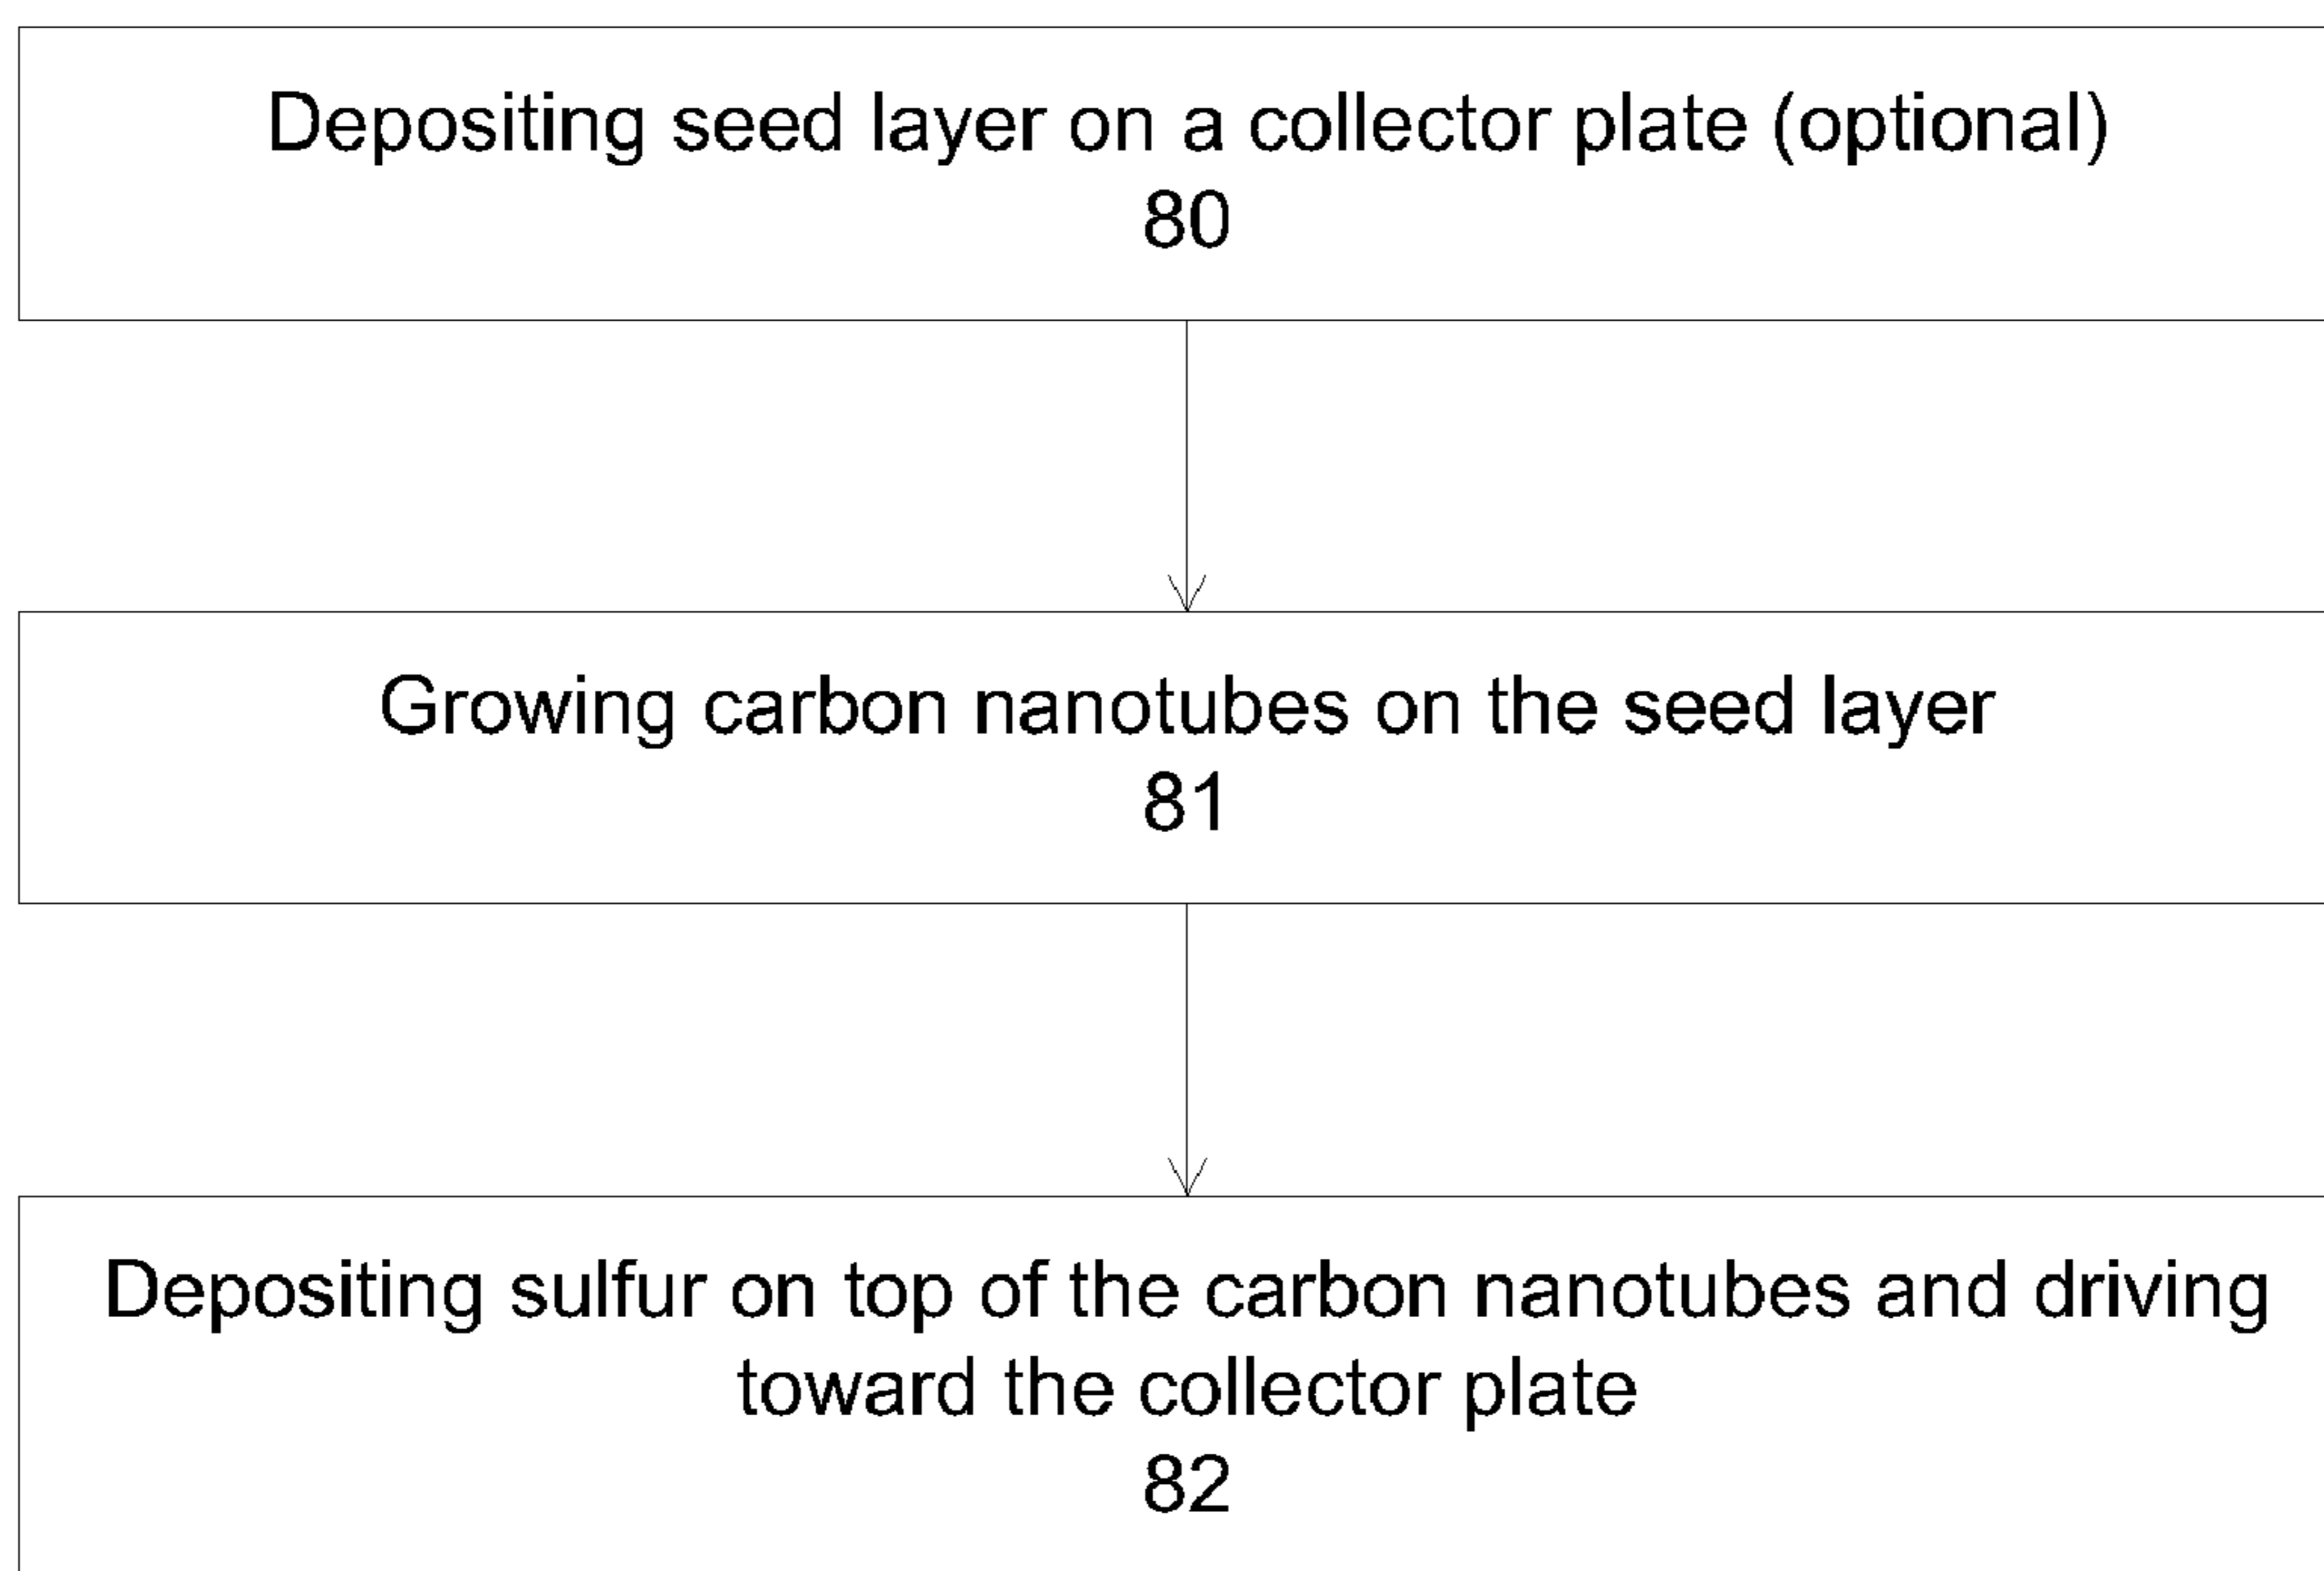 Depositing seed layer on a collector plate (optional)
80
Growing carbon nanotubes on the seed layer
81
Depositing sulfur on top of the carbon nanotubes and driving
toward the collector plate
82